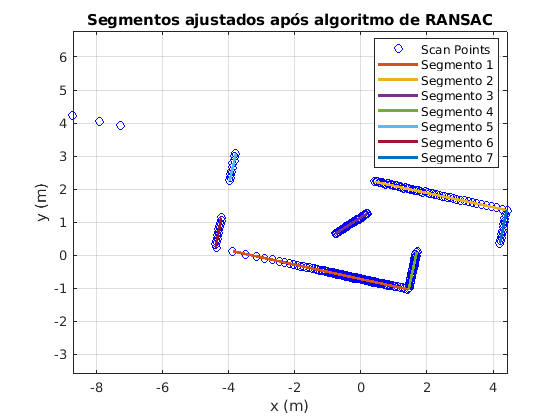 Segmentos ajustados após algoritmo de RANSAC
Scan Points
Segmento 1
Segmento 2
Segmento 3
Segmento 4
Segmento 5
Segmento 6
Segmento 7
y (m)
6
5
4
3
2
1
0
-1
-2
-3
-8
-6
-4
-2
0
2
4
x (m)